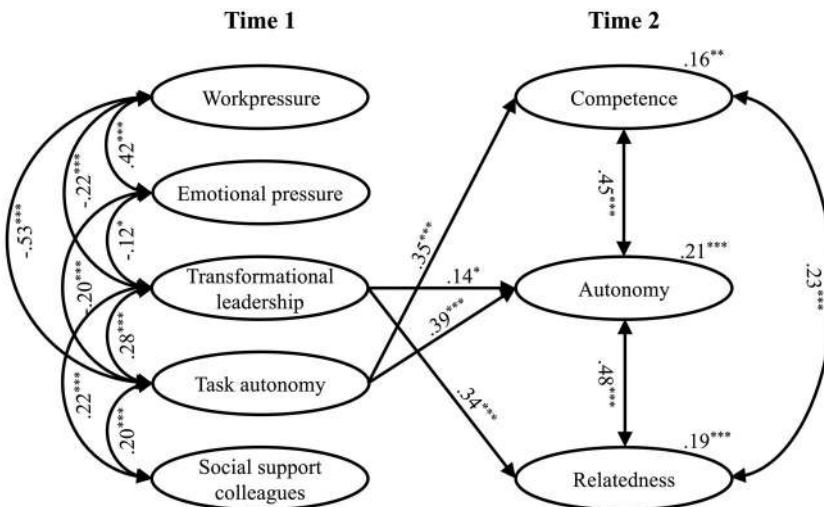 Time 1
Time 2
Workpressure
Emotional pressure
Transformational
leadership
Task autonomy
Social support
colleagues
-.53***
-.22***
.42***
-.20***
-.12*
.28***
.22***
.20***
.35***
.14*
.39***
.34***
Competence
.16**
.45***
Autonomy
.21***
.48***
Relatedness
.19***
.23***